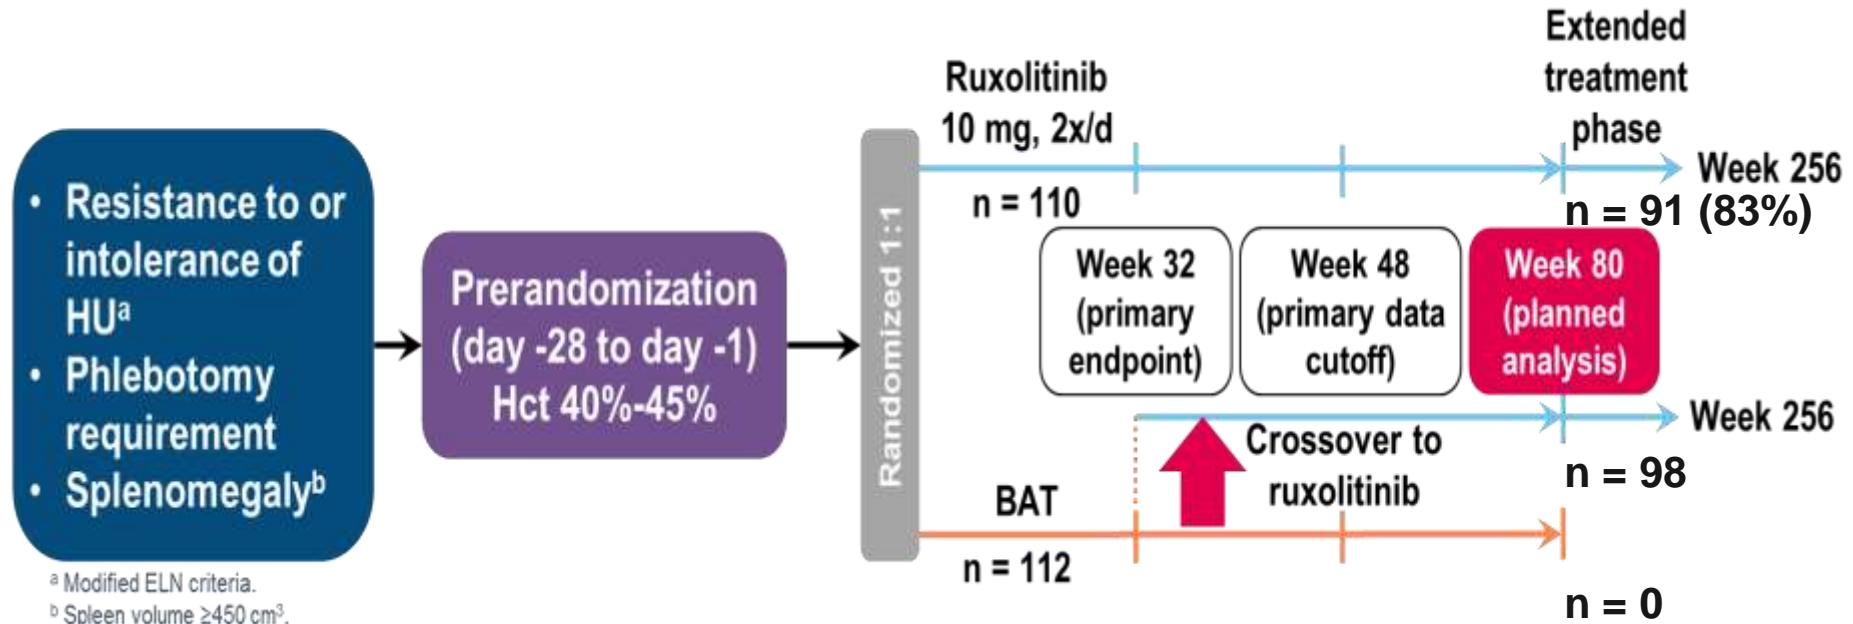 • Resistance to or
intolerance of
HUᵃ
• Phlebotomy
requirement
• Splenomegalyᵇ
ᵃ Modified ELN criteria.
ᵇ Spleen volume ≥450 cm³.
Prerandomization
(day -28 to day -1)
Hct 40%-45%
Randomized 1:1
Ruxolitinib
10 mg, 2x/d
n = 110
Extended
treatment
phase
Week 256
n = 91 (83%)
Week 32
(primary
endpoint)
Week 48
(primary data
cutoff)
Week 80
(planned
analysis)
Week 256
Crossover to
ruxolitinib
n = 98
BAT
n = 112
n = 0